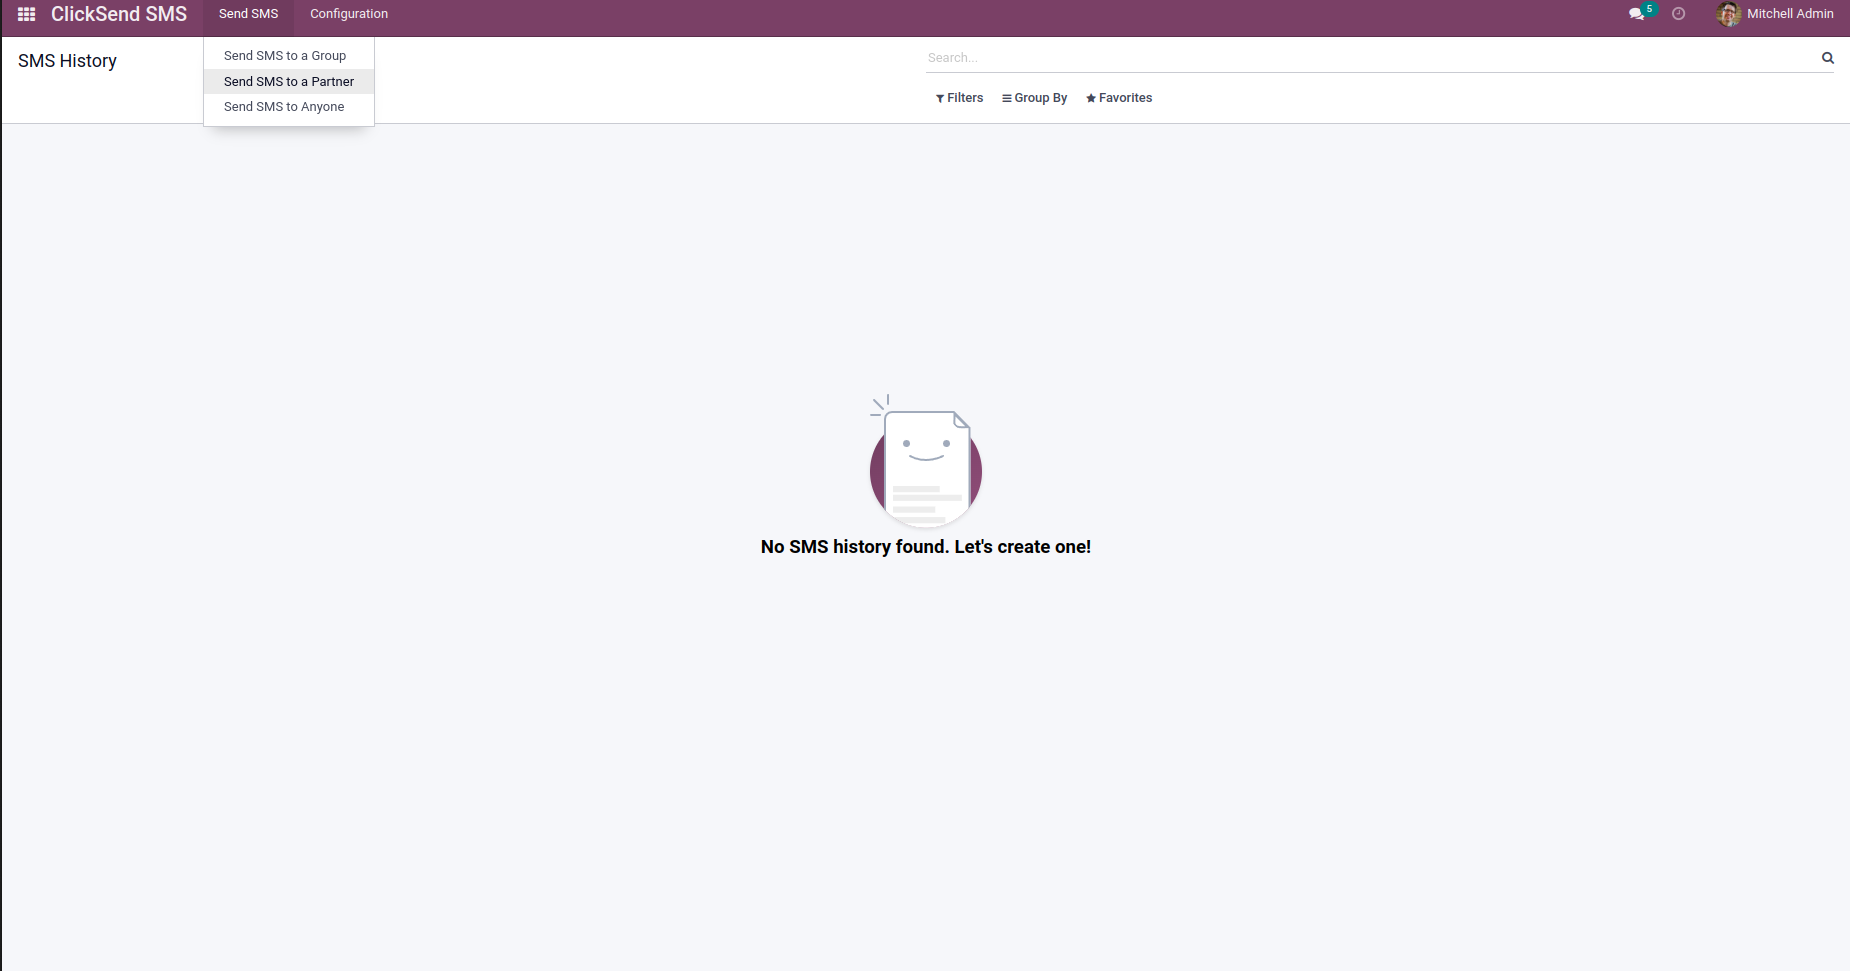 ClickSend SMS
Send SMS
Configuration
5
Mitchell Admin
SMS History
Send SMS to a Group
Send SMS to a Partner
Send SMS to Anyone
Search...
Filters
Group By
Favorites
No SMS history found. Let's create one!